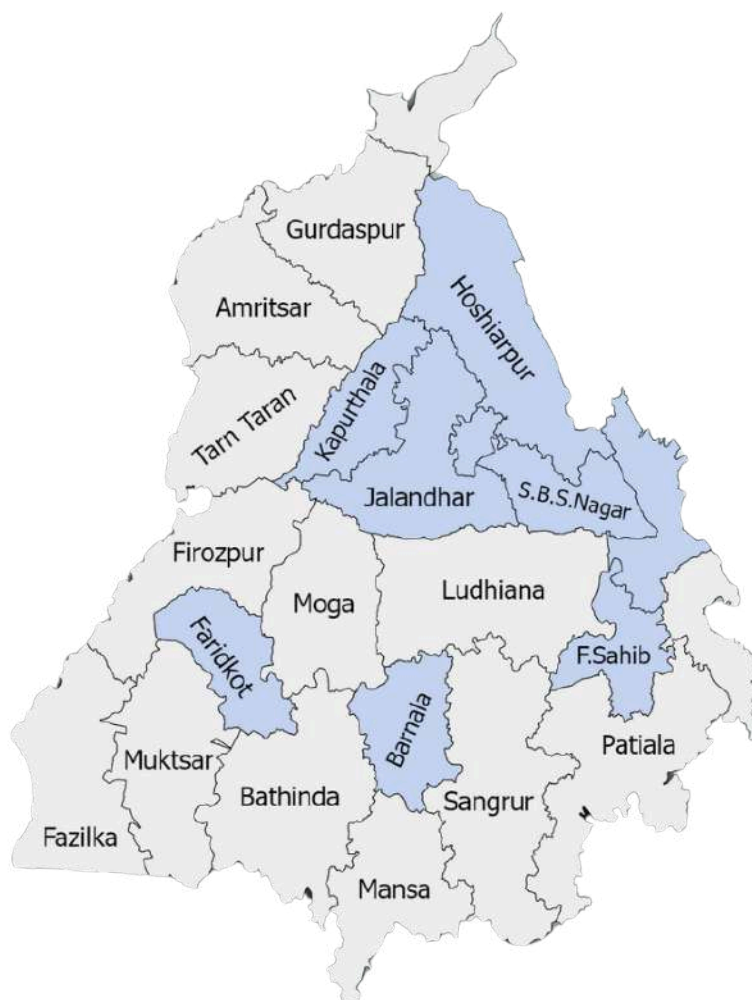 Gurdaspur
Hoshiarpur
Amritsar
Kapurthala
Tarn Taran
Jalandhar
S.B.S.Nagar
Firozpur
Moga
Ludhiana
Faridkot
F.Sahib
Barnala
Patiala
Muktsar
Bathinda
Sangrur
Fazilka
Mansa